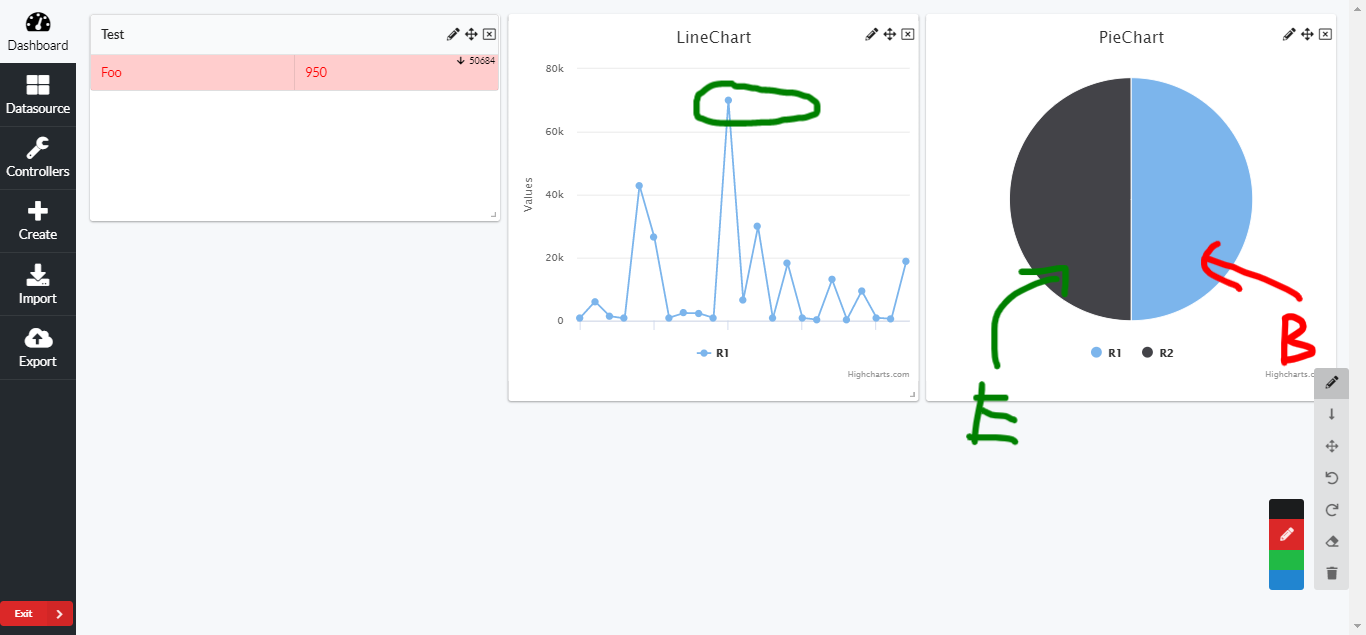 Dashboard
Datasource
Controllers
Create
Import
Export
Exit
Test
Foo 950 50684
LineChart
80k
60k
40k
20k
0
Values
R1
Highcharts.com
PieChart
R1 R2
B
E
Highcharts.c